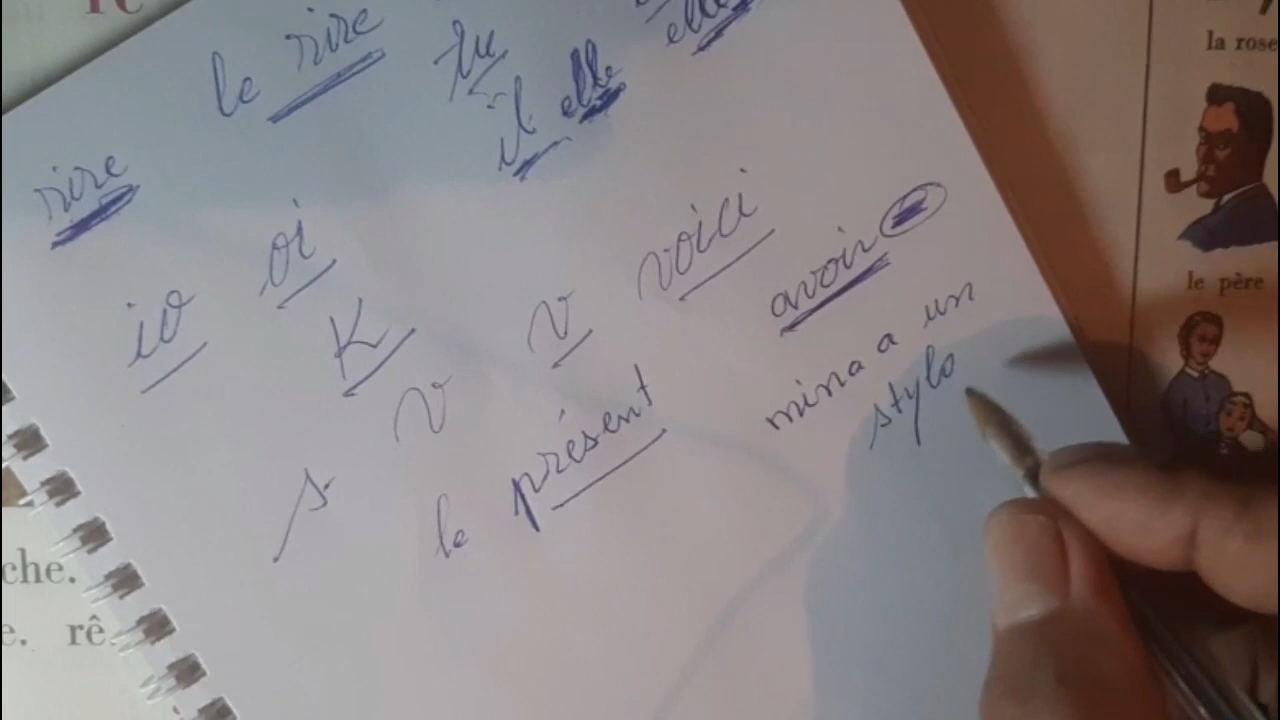 le rire
tu
il elle
elle
rire
io
oi
K
v
voici
avoir
mina a un
stylo
s
v
le présent
la rose
le père
che.
e. rê